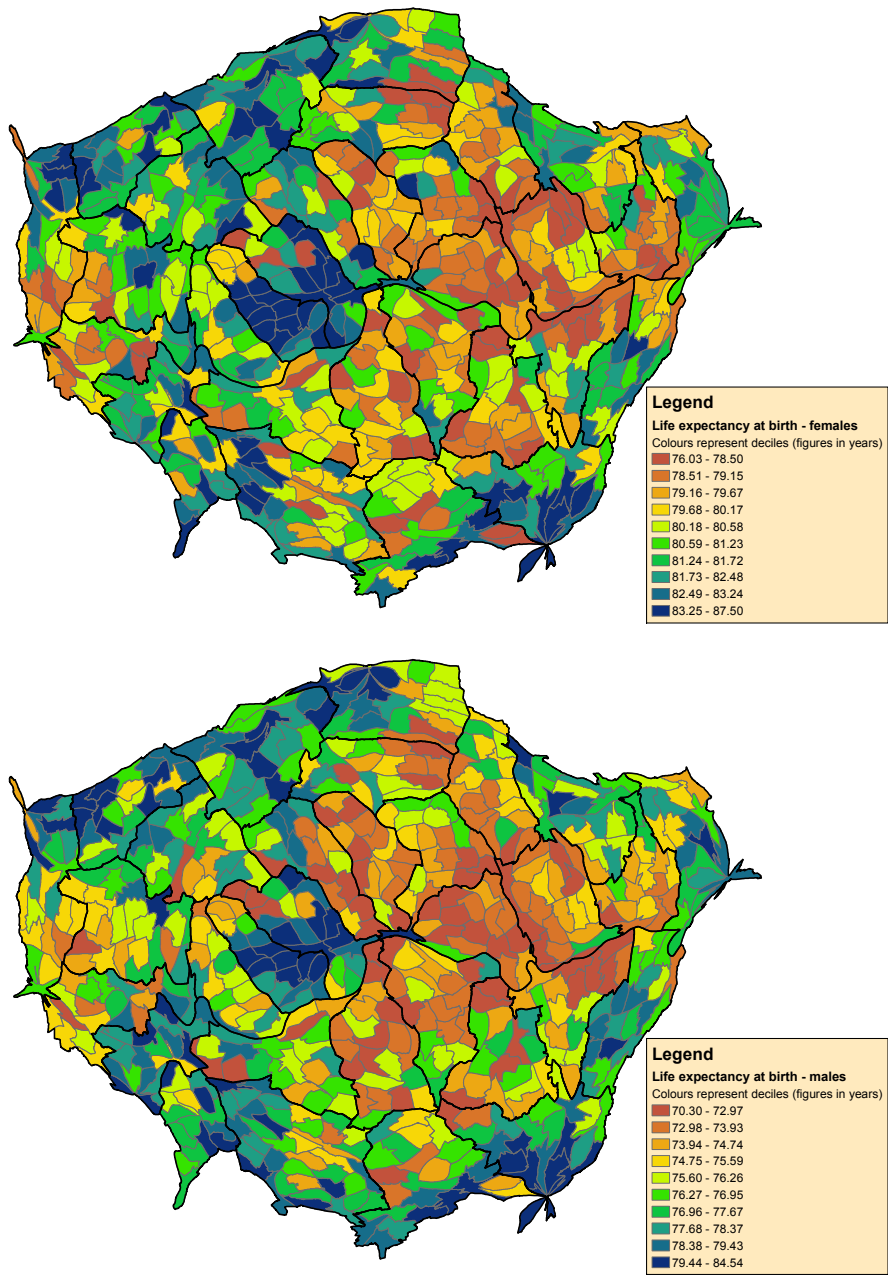 Legend
Life expectancy at birth - females
Colours represent deciles (figures in years)
76.03 - 78.50
78.51 - 79.15
79.16 - 79.67
79.68 - 80.17
80.18 - 80.58
80.59 - 81.23
81.24 - 81.72
81.73 - 82.48
82.49 - 83.24
83.25 - 87.50
Legend
Life expectancy at birth - males
Colours represent deciles (figures in years)
70.30 - 72.97
72.98 - 73.93
73.94 - 74.74
74.75 - 75.59
75.60 - 76.26
76.27 - 76.95
76.96 - 77.67
77.68 - 78.37
78.38 - 79.43
79.44 - 84.54